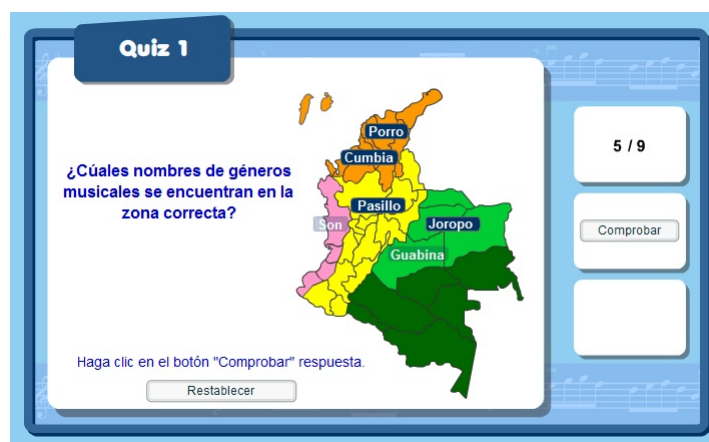 Quiz 1
¿Cúales nombres de géneros
musicales se encuentran en la
zona correcta?
Porro
Cumbia
Pasillo
Son
Joropo
Guabina
Haga clic en el botón "Comprobar" respuesta.
Restablecer
5 / 9
Comprobar